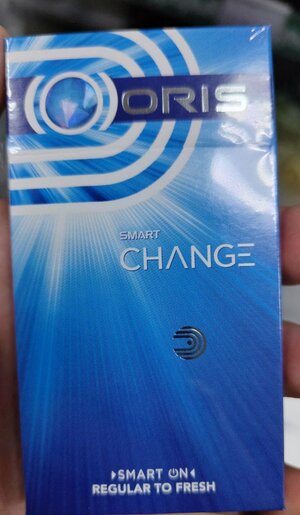 ORIS
SMART
CHANGE
SMART ON
REGULAR TO FRESH